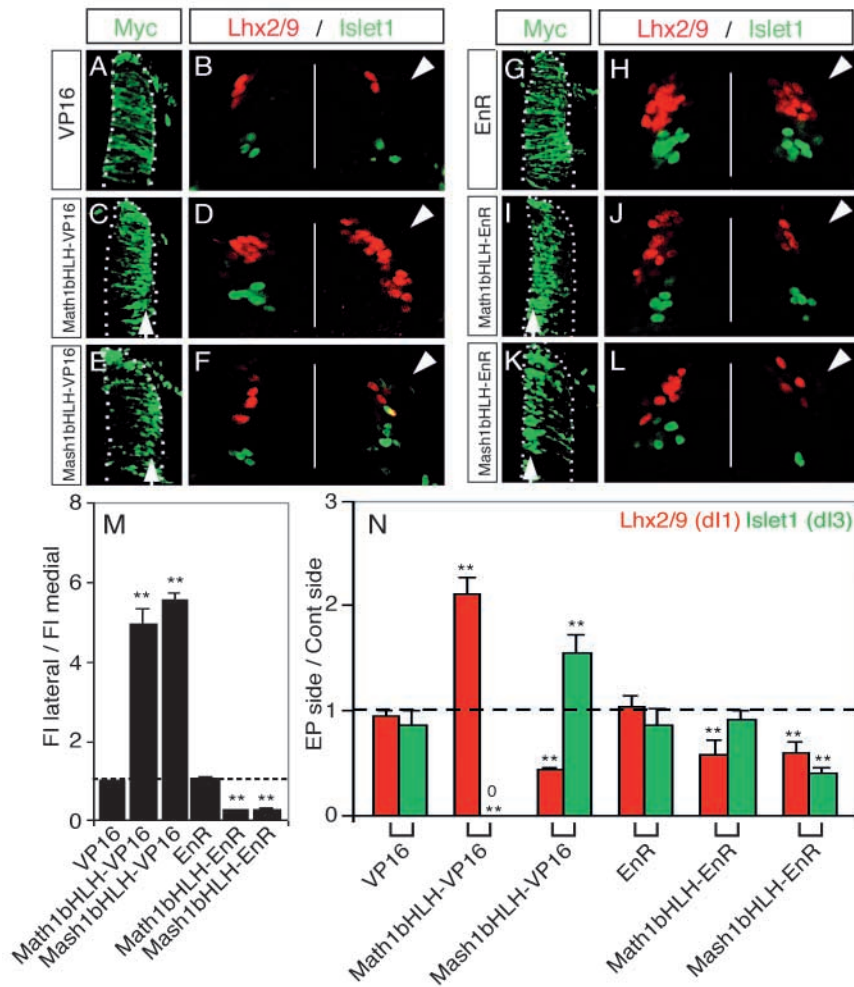 Myc
Lhx2/9 / Islet1
Myc
Lhx2/9 / Islet1
VP16
A
B
EnR
G
H
Math1bHLH-VP16
C
D
Math1bHLH-EnR
I
J
Mash1bHLH-VP16
E
F
Mash1bHLH-EnR
K
L
M
FI lateral / FI medial
8
6
4
2
0
**
**
**
**
VP16
Math1bHLH-VP16
Mash1bHLH-VP16
EnR
Math1bHLH-EnR
Mash1bHLH-EnR
N
Lhx2/9 (dI1) Islet1 (dI3)
EP side / Cont side
3
2
1
0
**
0
**
**
**
**
**
**
VP16
Math1bHLH-VP16
Mash1bHLH-VP16
EnR
Math1bHLH-EnR
Mash1bHLH-EnR